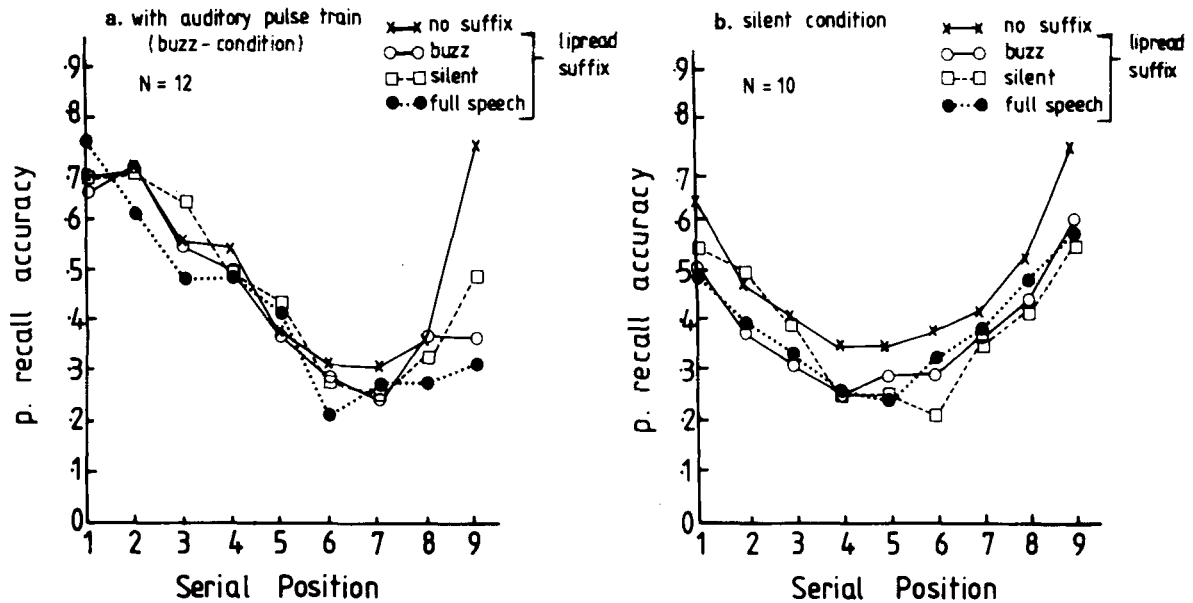 a. with auditory pulse train
(buzz-condition)
N = 12
no suffix
buzz
silent
full speech
lipread
suffix
p. recall accuracy
.9
.8
.7
.6
.5
.4
.3
.2
.1
0
1 2 3 4 5 6 7 8 9
Serial Position
b. silent condition
N = 10
no suffix
buzz
silent
full speech
lipread
suffix
p. recall accuracy
.9
.8
.7
.6
.5
.4
.3
.2
.1
0
1 2 3 4 5 6 7 8 9
Serial Position